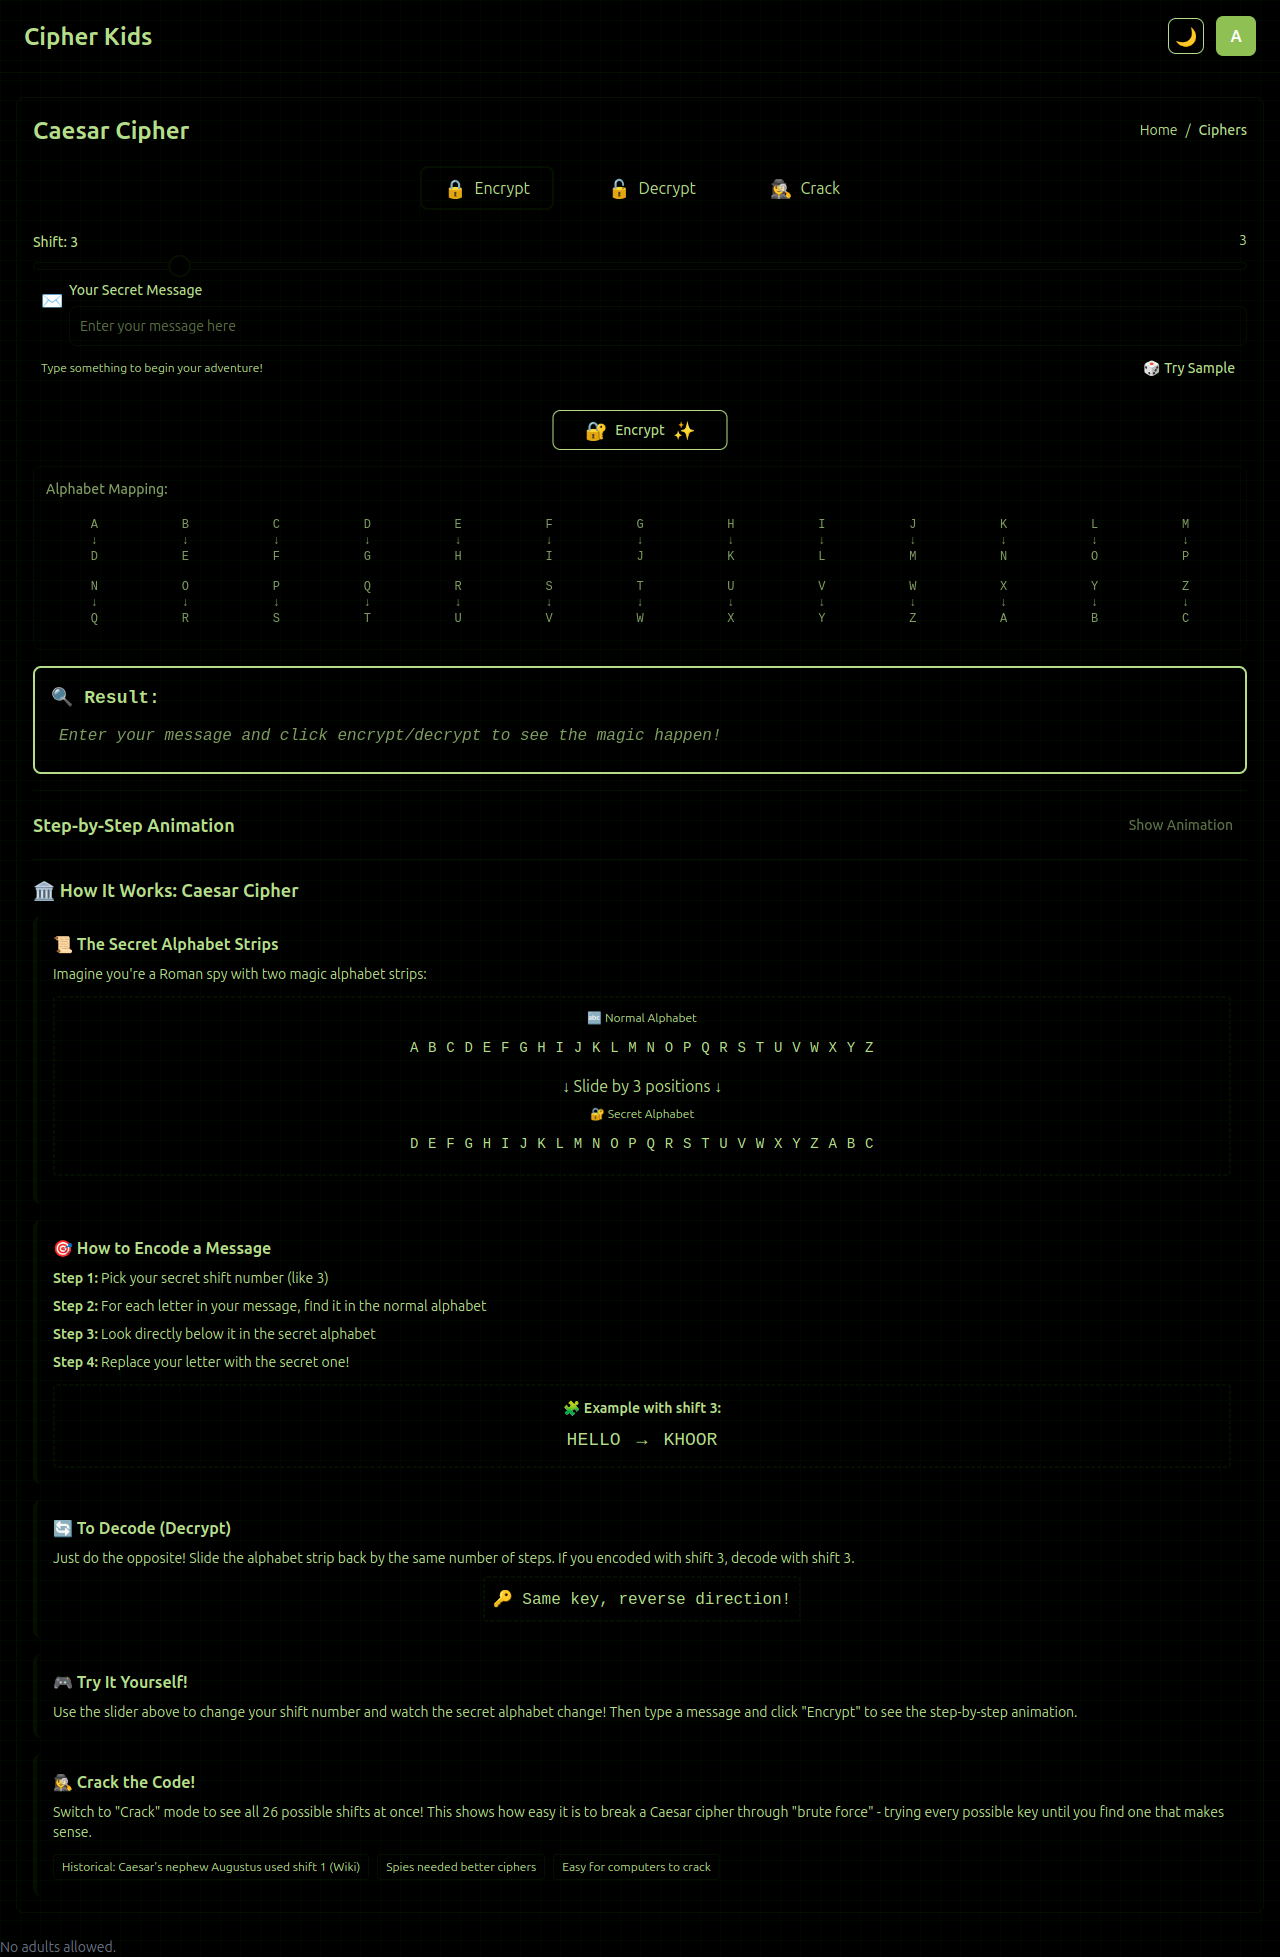 Cipher Kids
🌙 A
Caesar Cipher
Home / Ciphers
🔒 Encrypt 🔓 Decrypt 🕵️ Crack
Shift: 3 3
✉️ Your Secret Message
Enter your message here
Type something to begin your adventure! 🎲 Try Sample
🔐 Encrypt ✨
Alphabet Mapping:
A B C D E F G H I J K L M
↓ ↓ ↓ ↓ ↓ ↓ ↓ ↓ ↓ ↓ ↓ ↓ ↓
D E F G H I J K L M N O P
N O P Q R S T U V W X Y Z
↓ ↓ ↓ ↓ ↓ ↓ ↓ ↓ ↓ ↓ ↓ ↓ ↓
Q R S T U V W X Y Z A B C
🔍 Result:
Enter your message and click encrypt/decrypt to see the magic happen!
Step-by-Step Animation Show Animation
🏛️ How It Works: Caesar Cipher
📜 The Secret Alphabet Strips
Imagine you're a Roman spy with two magic alphabet strips:
🔤 Normal Alphabet
A B C D E F G H I J K L M N O P Q R S T U V W X Y Z
↓ Slide by 3 positions ↓
🔐 Secret Alphabet
D E F G H I J K L M N O P Q R S T U V W X Y Z A B C
🎯 How to Encode a Message
Step 1: Pick your secret shift number (like 3)
Step 2: For each letter in your message, find it in the normal alphabet
Step 3: Look directly below it in the secret alphabet
Step 4: Replace your letter with the secret one!
🧩 Example with shift 3:
HELLO → KHOOR
🔄 To Decode (Decrypt)
Just do the opposite! Slide the alphabet strip back by the same number of steps. If you encoded with shift 3, decode with shift 3.
🔑 Same key, reverse direction!
🎮 Try It Yourself!
Use the slider above to change your shift number and watch the secret alphabet change! Then type a message and click "Encrypt" to see the step-by-step animation.
🕵️ Crack the Code!
Switch to "Crack" mode to see all 26 possible shifts at once! This shows how easy it is to break a Caesar cipher through "brute force" - trying every possible key until you find one that makes
sense.
Historical: Caesar's nephew Augustus used shift 1 (Wiki) Spies needed better ciphers Easy for computers to crack
No adults allowed.